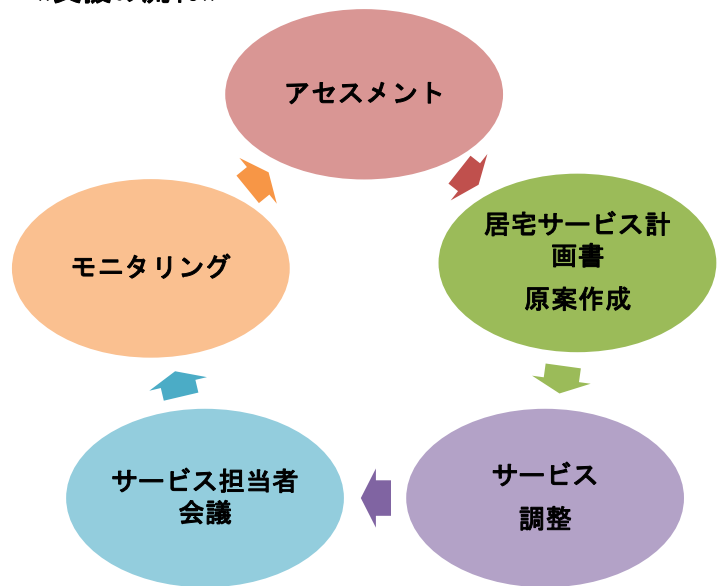 アセスメント
居宅サービス計
画書
原案作成
サービス
調整
サービス担当者
会議
モニタリング